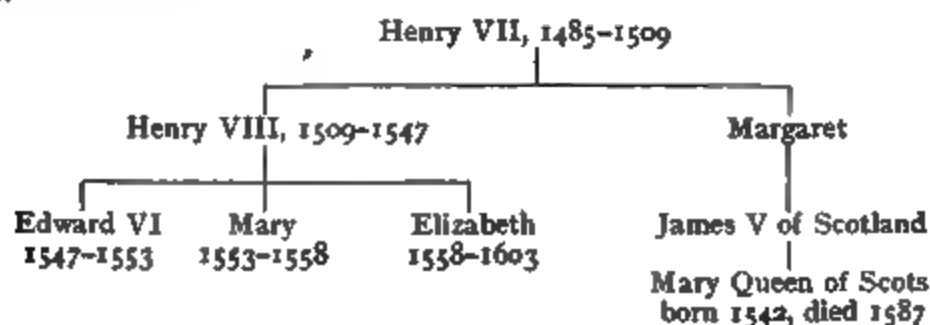 Henry VII, 1485-1509
Henry VIII, 1509-1547
Margaret
Edward VI
1547-1553
Mary
1553-1558
Elizabeth
1558-1603
James V of Scotland
Mary Queen of Scots
born 1542, died 1587